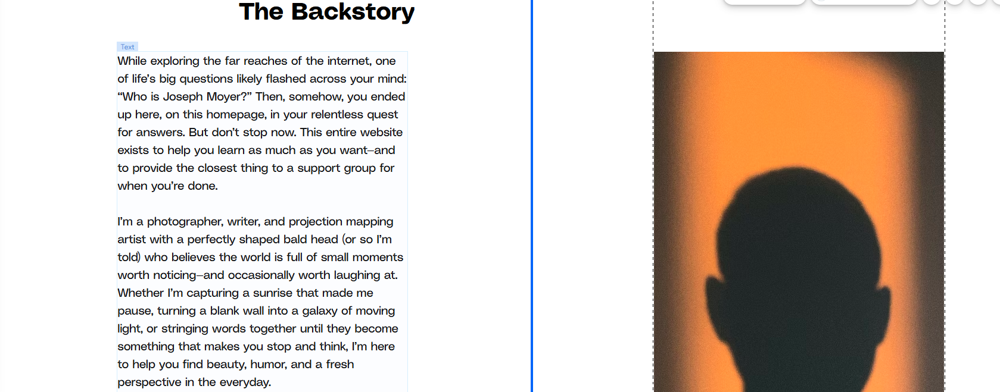 The Backstory
Text
While exploring the far reaches of the internet, one
of life’s big questions likely flashed across your mind:
“Who is Joseph Moyer?” Then, somehow, you ended
up here, on this homepage, in your relentless quest
for answers. But don’t stop now. This entire website
exists to help you learn as much as you want—and
to provide the closest thing to a support group for
when you’re done.
I’m a photographer, writer, and projection mapping
artist with a perfectly shaped bald head (or so I’m
told) who believes the world is full of small moments
worth noticing—and occasionally worth laughing at.
Whether I’m capturing a sunrise that made me
pause, turning a blank wall into a galaxy of moving
light, or stringing words together until they become
something that makes you stop and think, I’m here
to help you find beauty, humor, and a fresh
perspective in the everyday.